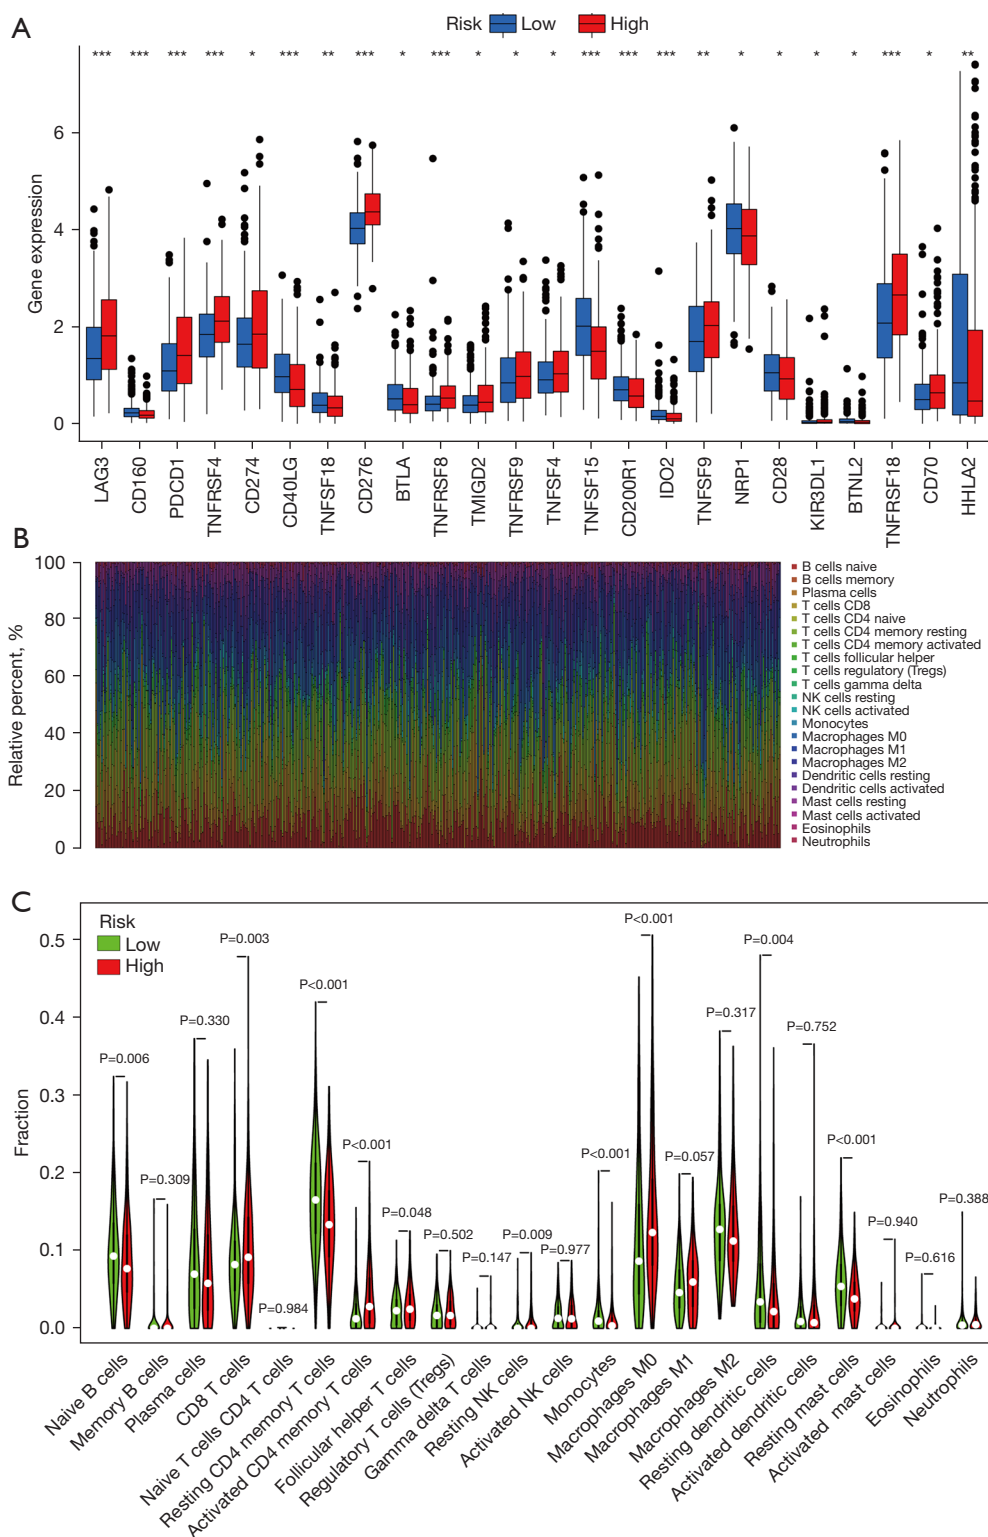 A
Risk Low High
*** *** *** *** * *** ** *** * *** * * * *** *** *** ** * * * * *** * **
Gene expression
6
4
2
0
LAG3
CD160
PDCD1
TNFRSF4
CD274
CD40LG
TNFSF18
CD276
BTLA
TNFRSF8
TMIGD2
TNFRSF9
TNFSF4
TNFSF15
CD200R1
IDO2
TNFSF9
NRP1
CD28
KIR3DL1
BTNL2
TNFRSF18
CD70
HHLA2
B
Relative percent, %
100
80
60
40
20
0
B cells naive
B cells memory
Plasma cells
T cells CD8
T cells CD4 naive
T cells CD4 memory resting
T cells CD4 memory activated
T cells follicular helper
T cells regulatory (Tregs)
T cells gamma delta
NK cells resting
NK cells activated
Monocytes
Macrophages M0
Macrophages M1
Macrophages M2
Dendritic cells resting
Dendritic cells activated
Mast cells resting
Mast cells activated
Eosinophils
Neutrophils
C
Risk
Low
High
Fraction
0.5
0.4
0.3
0.2
0.1
0.0
P=0.006
P=0.309
P=0.330
P=0.003
P=0.984
P<0.001
P<0.001
P=0.048
P=0.502
P=0.147
P=0.009
P=0.977
P<0.001
P<0.001
P=0.057
P=0.317
P=0.004
P=0.752
P<0.001
P=0.940
P=0.616
P=0.388
Naive B cells
Memory B cells
Plasma cells
CD8 T cells
Naive T cells CD4 T cells
Resting CD4 memory T cells
Activated CD4 memory T cells
Follicular helper T cells
Regulatory T cells (Tregs)
Gamma delta T cells
Resting NK cells
Activated NK cells
Monocytes
Macrophages M0
Macrophages M1
Macrophages M2
Resting dendritic cells
Activated dendritic cells
Resting mast cells
Activated mast cells
Eosinophils
Neutrophils